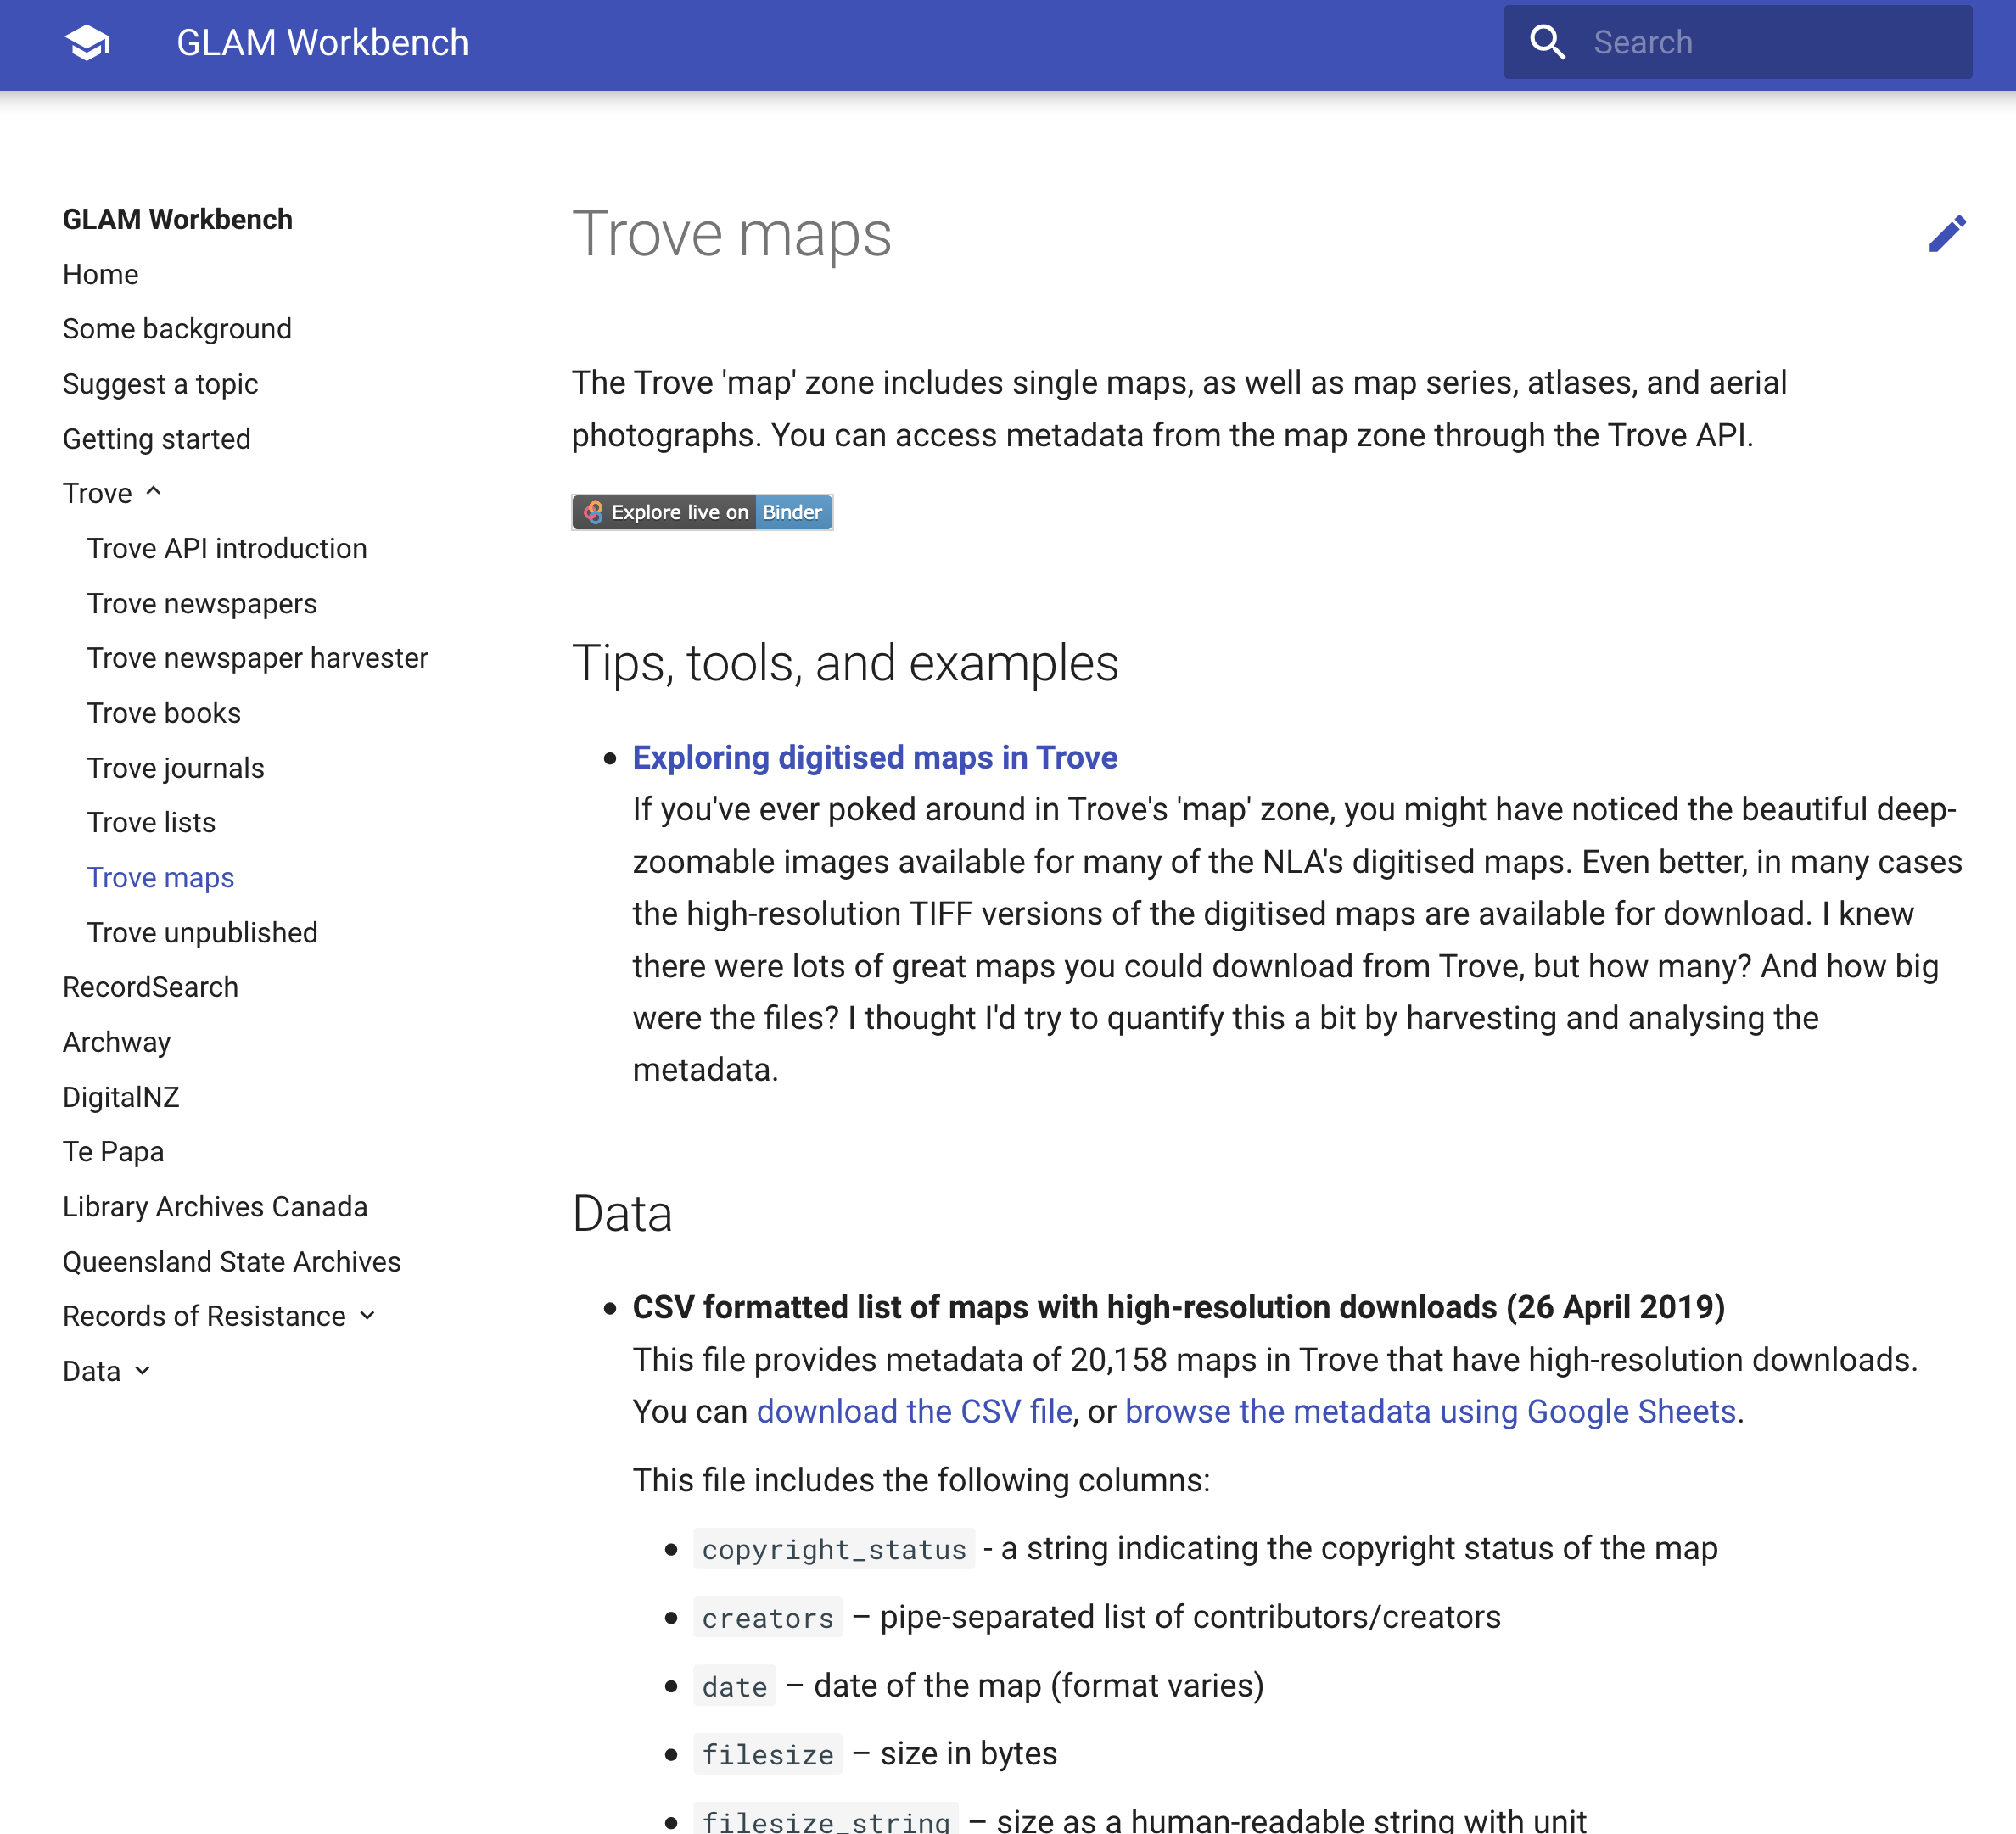 GLAM Workbench
Search
GLAM Workbench
Home
Some background
Suggest a topic
Getting started
Trove
Trove API introduction
Trove newspapers
Trove newspaper harvester
Trove books
Trove journals
Trove lists
Trove maps
Trove unpublished
RecordSearch
Archway
DigitalNZ
Te Papa
Library Archives Canada
Queensland State Archives
Records of Resistance
Data
Trove maps
The Trove 'map' zone includes single maps, as well as map series, atlases, and aerial
photographs. You can access metadata from the map zone through the Trove API.
Explore live on Binder
Tips, tools, and examples
• Exploring digitised maps in Trove
If you've ever poked around in Trove's 'map' zone, you might have noticed the beautiful deep-
zoomable images available for many of the NLA's digitised maps. Even better, in many cases
the high-resolution TIFF versions of the digitised maps are available for download. I knew
there were lots of great maps you could download from Trove, but how many? And how big
were the files? I thought I'd try to quantify this a bit by harvesting and analysing the
metadata.
Data
• CSV formatted list of maps with high-resolution downloads (26 April 2019)
This file provides metadata of 20,158 maps in Trove that have high-resolution downloads.
You can download the CSV file, or browse the metadata using Google Sheets.
This file includes the following columns:
• copyright_status - a string indicating the copyright status of the map
• creators – pipe-separated list of contributors/creators
• date – date of the map (format varies)
• filesize – size in bytes
• filesize_string – size as a human-readable string with unit